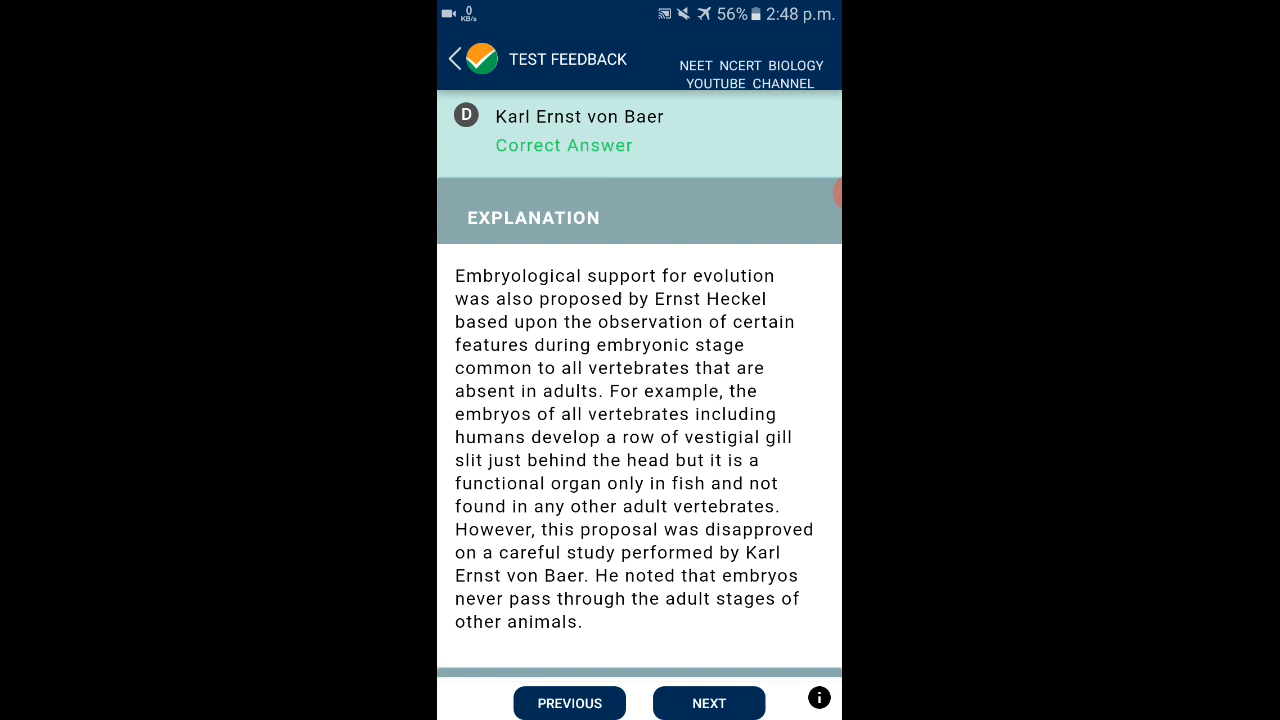 0
KB/s
56% 2:48 p.m.
TEST FEEDBACK
NEET NCERT BIOLOGY
YOUTUBE CHANNEL
D Karl Ernst von Baer
Correct Answer
EXPLANATION
Embryological support for evolution
was also proposed by Ernst Heckel
based upon the observation of certain
features during embryonic stage
common to all vertebrates that are
absent in adults. For example, the
embryos of all vertebrates including
humans develop a row of vestigial gill
slit just behind the head but it is a
functional organ only in fish and not
found in any other adult vertebrates.
However, this proposal was disapproved
on a careful study performed by Karl
Ernst von Baer. He noted that embryos
never pass through the adult stages of
other animals.
PREVIOUS NEXT i